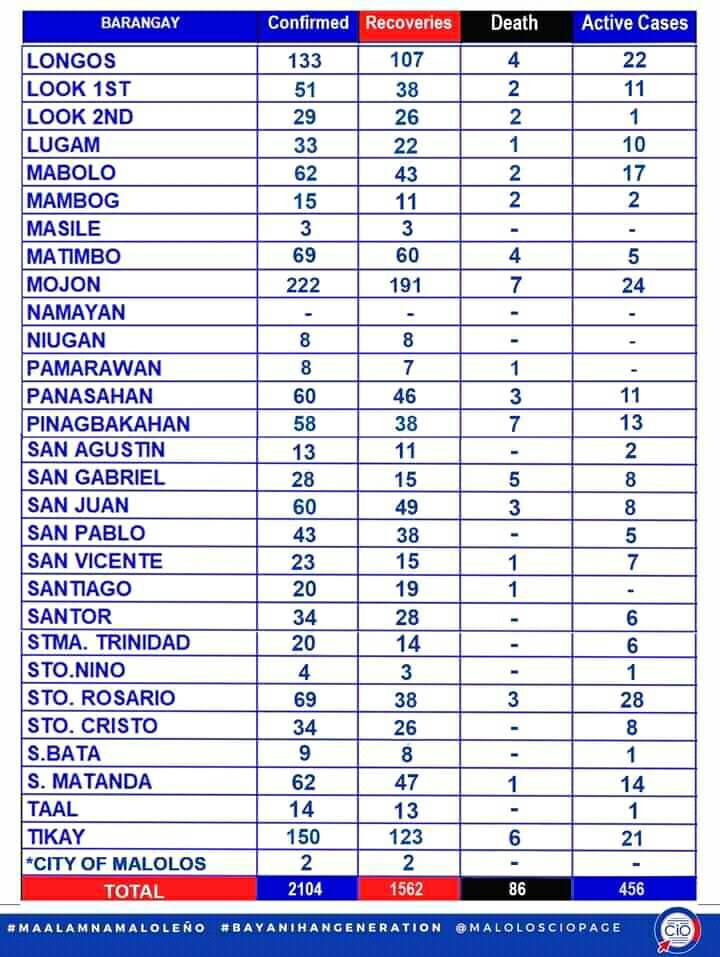 BARANGAY Confirmed Recoveries Death Active Cases
LONGOS 133 107 4 22
LOOK 1ST 51 38 2 11
LOOK 2ND 29 26 2 1
LUGAM 33 22 1 10
MABOLO 62 43 2 17
MAMBOG 15 11 2 2
MASILE 3 3 - -
MATIMBO 69 60 4 5
MOJON 222 191 7 24
NAMAYAN - - - -
NIUGAN 8 8 - -
PAMARAWAN 8 7 1 -
PANASAHAN 60 46 3 11
PINAGBAKAHAN 58 38 7 13
SAN AGUSTIN 13 11 - 2
SAN GABRIEL 28 15 5 8
SAN JUAN 60 49 3 8
SAN PABLO 43 38 - 5
SAN VICENTE 23 15 1 7
SANTIAGO 20 19 1 -
SANTOR 34 28 - 6
STMA. TRINIDAD 20 14 - 6
STO.NINO 4 3 - 1
STO. ROSARIO 69 38 3 28
STO. CRISTO 34 26 - 8
S.BATA 9 8 - 1
S. MATANDA 62 47 1 14
TAAL 14 13 - 1
TIKAY 150 123 6 21
*CITY OF MALOLOS 2 2 - -
TOTAL 2104 1562 86 456
#MAALAMNAMALOLEÑO #BAYANIHANGENERATION @MALOLOSCIOPAGE CIO